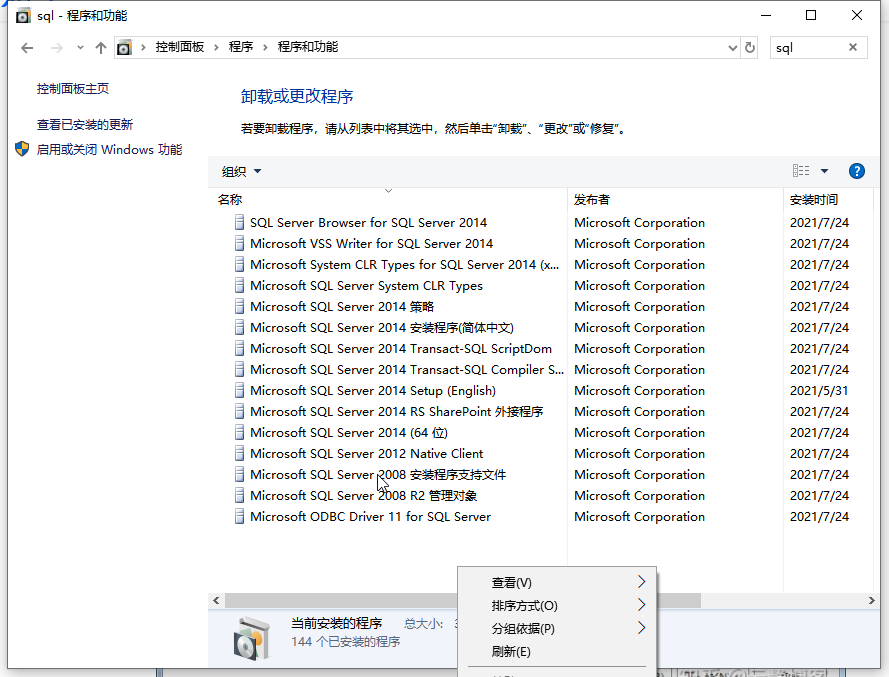 sql - 程序和功能
控制面板 程序 程序和功能 sql
控制面板主页
查看已安装的更新
启用或关闭 Windows 功能
卸载或更改程序
若要卸载程序，请从列表中将其选中，然后单击“卸载”、“更改”或“修复”。
组织
名称 发布者 安装时间
SQL Server Browser for SQL Server 2014 Microsoft Corporation 2021/7/24
Microsoft VSS Writer for SQL Server 2014 Microsoft Corporation 2021/7/24
Microsoft System CLR Types for SQL Server 2014 (x... Microsoft Corporation 2021/7/24
Microsoft SQL Server System CLR Types Microsoft Corporation 2021/7/24
Microsoft SQL Server 2014 策略 Microsoft Corporation 2021/7/24
Microsoft SQL Server 2014 安装程序(简体中文) Microsoft Corporation 2021/7/24
Microsoft SQL Server 2014 Transact-SQL ScriptDom Microsoft Corporation 2021/7/24
Microsoft SQL Server 2014 Transact-SQL Compiler S... Microsoft Corporation 2021/7/24
Microsoft SQL Server 2014 Setup (English) Microsoft Corporation 2021/5/31
Microsoft SQL Server 2014 RS SharePoint 外接程序 Microsoft Corporation 2021/7/24
Microsoft SQL Server 2014 (64 位) Microsoft Corporation 2021/7/24
Microsoft SQL Server 2012 Native Client Microsoft Corporation 2021/7/24
Microsoft SQL Server 2008 安装程序支持文件 Microsoft Corporation 2021/7/24
Microsoft SQL Server 2008 R2 管理对象 Microsoft Corporation 2021/7/24
Microsoft ODBC Driver 11 for SQL Server Microsoft Corporation 2021/7/24
当前安装的程序 总大小:
144 个已安装的程序
查看(V)
排序方式(O)
分组依据(P)
刷新(E)